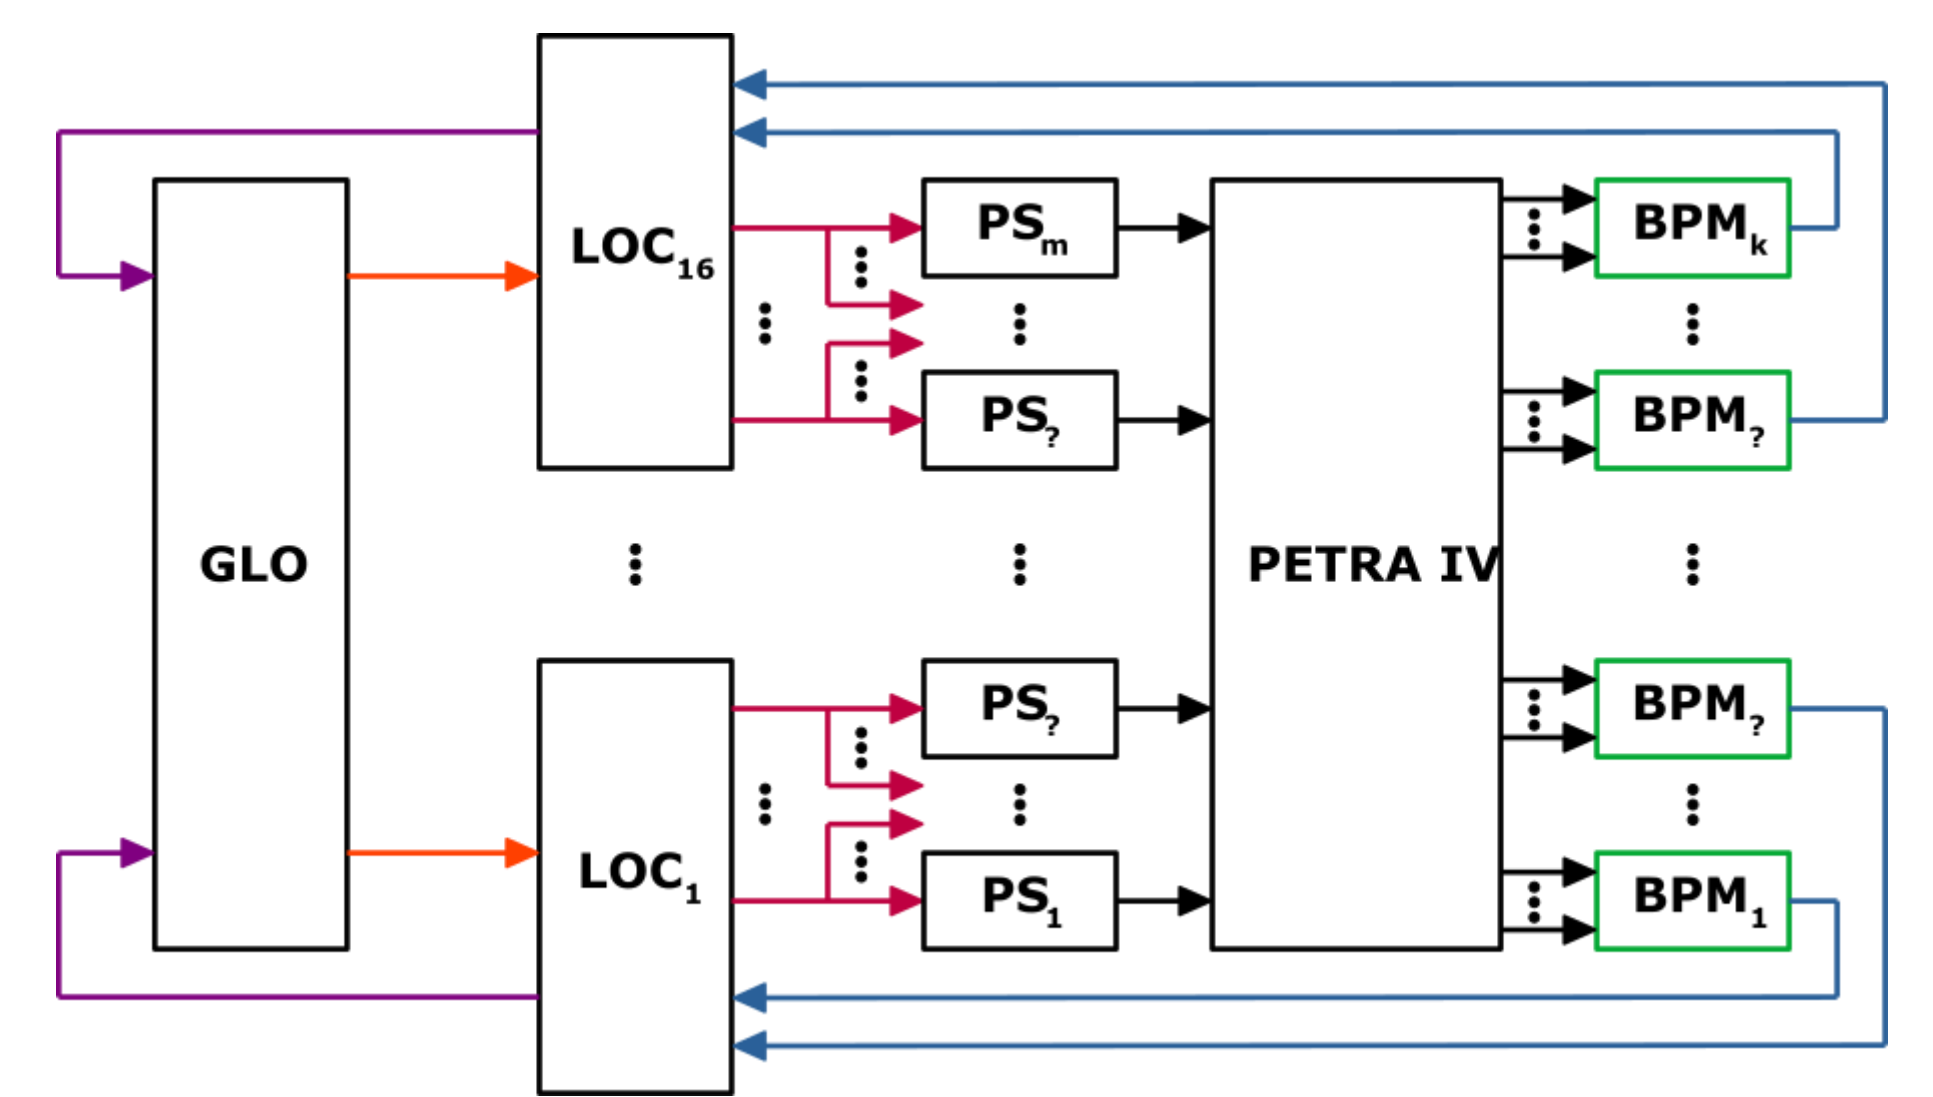 LOC16
PSm
BPMk
PS?
BPM?
GLO
PETRA IV
PS?
BPM?
LOC1
PS1
BPM1